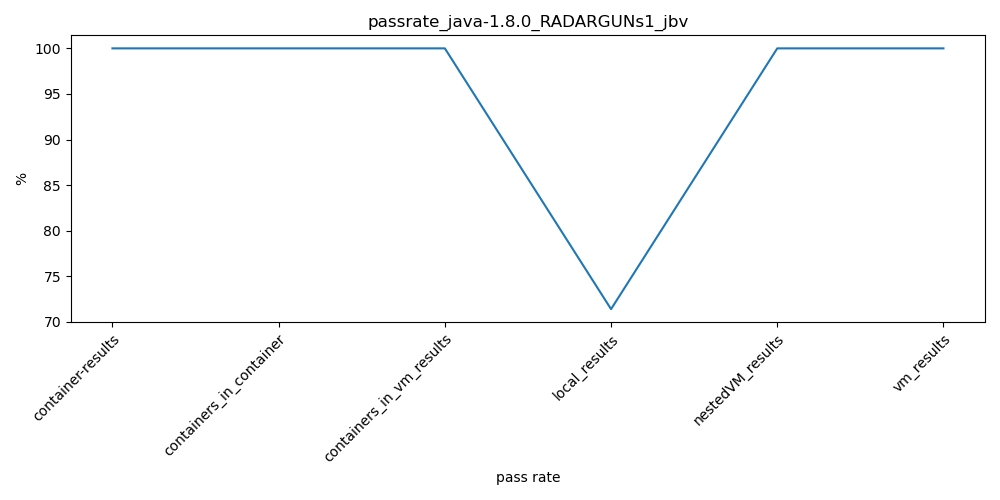 passrate_java-1.8.0_RADARGUNs1_jbv
100
95
90
85
80
75
70
%
container-results
containers_in_container
containers_in_vm_results
local_results
nestedVM_results
vm_results
pass rate